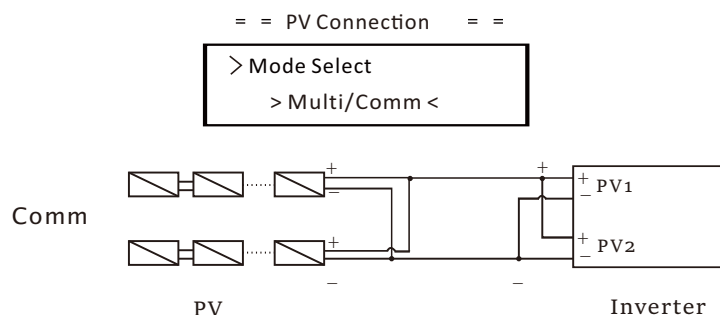 = = PV Connection = =
> Mode Select
> Multi/Comm <
+ +
+ PV1
–
–
Comm
+ + PV2
–
– –
PV Inverter